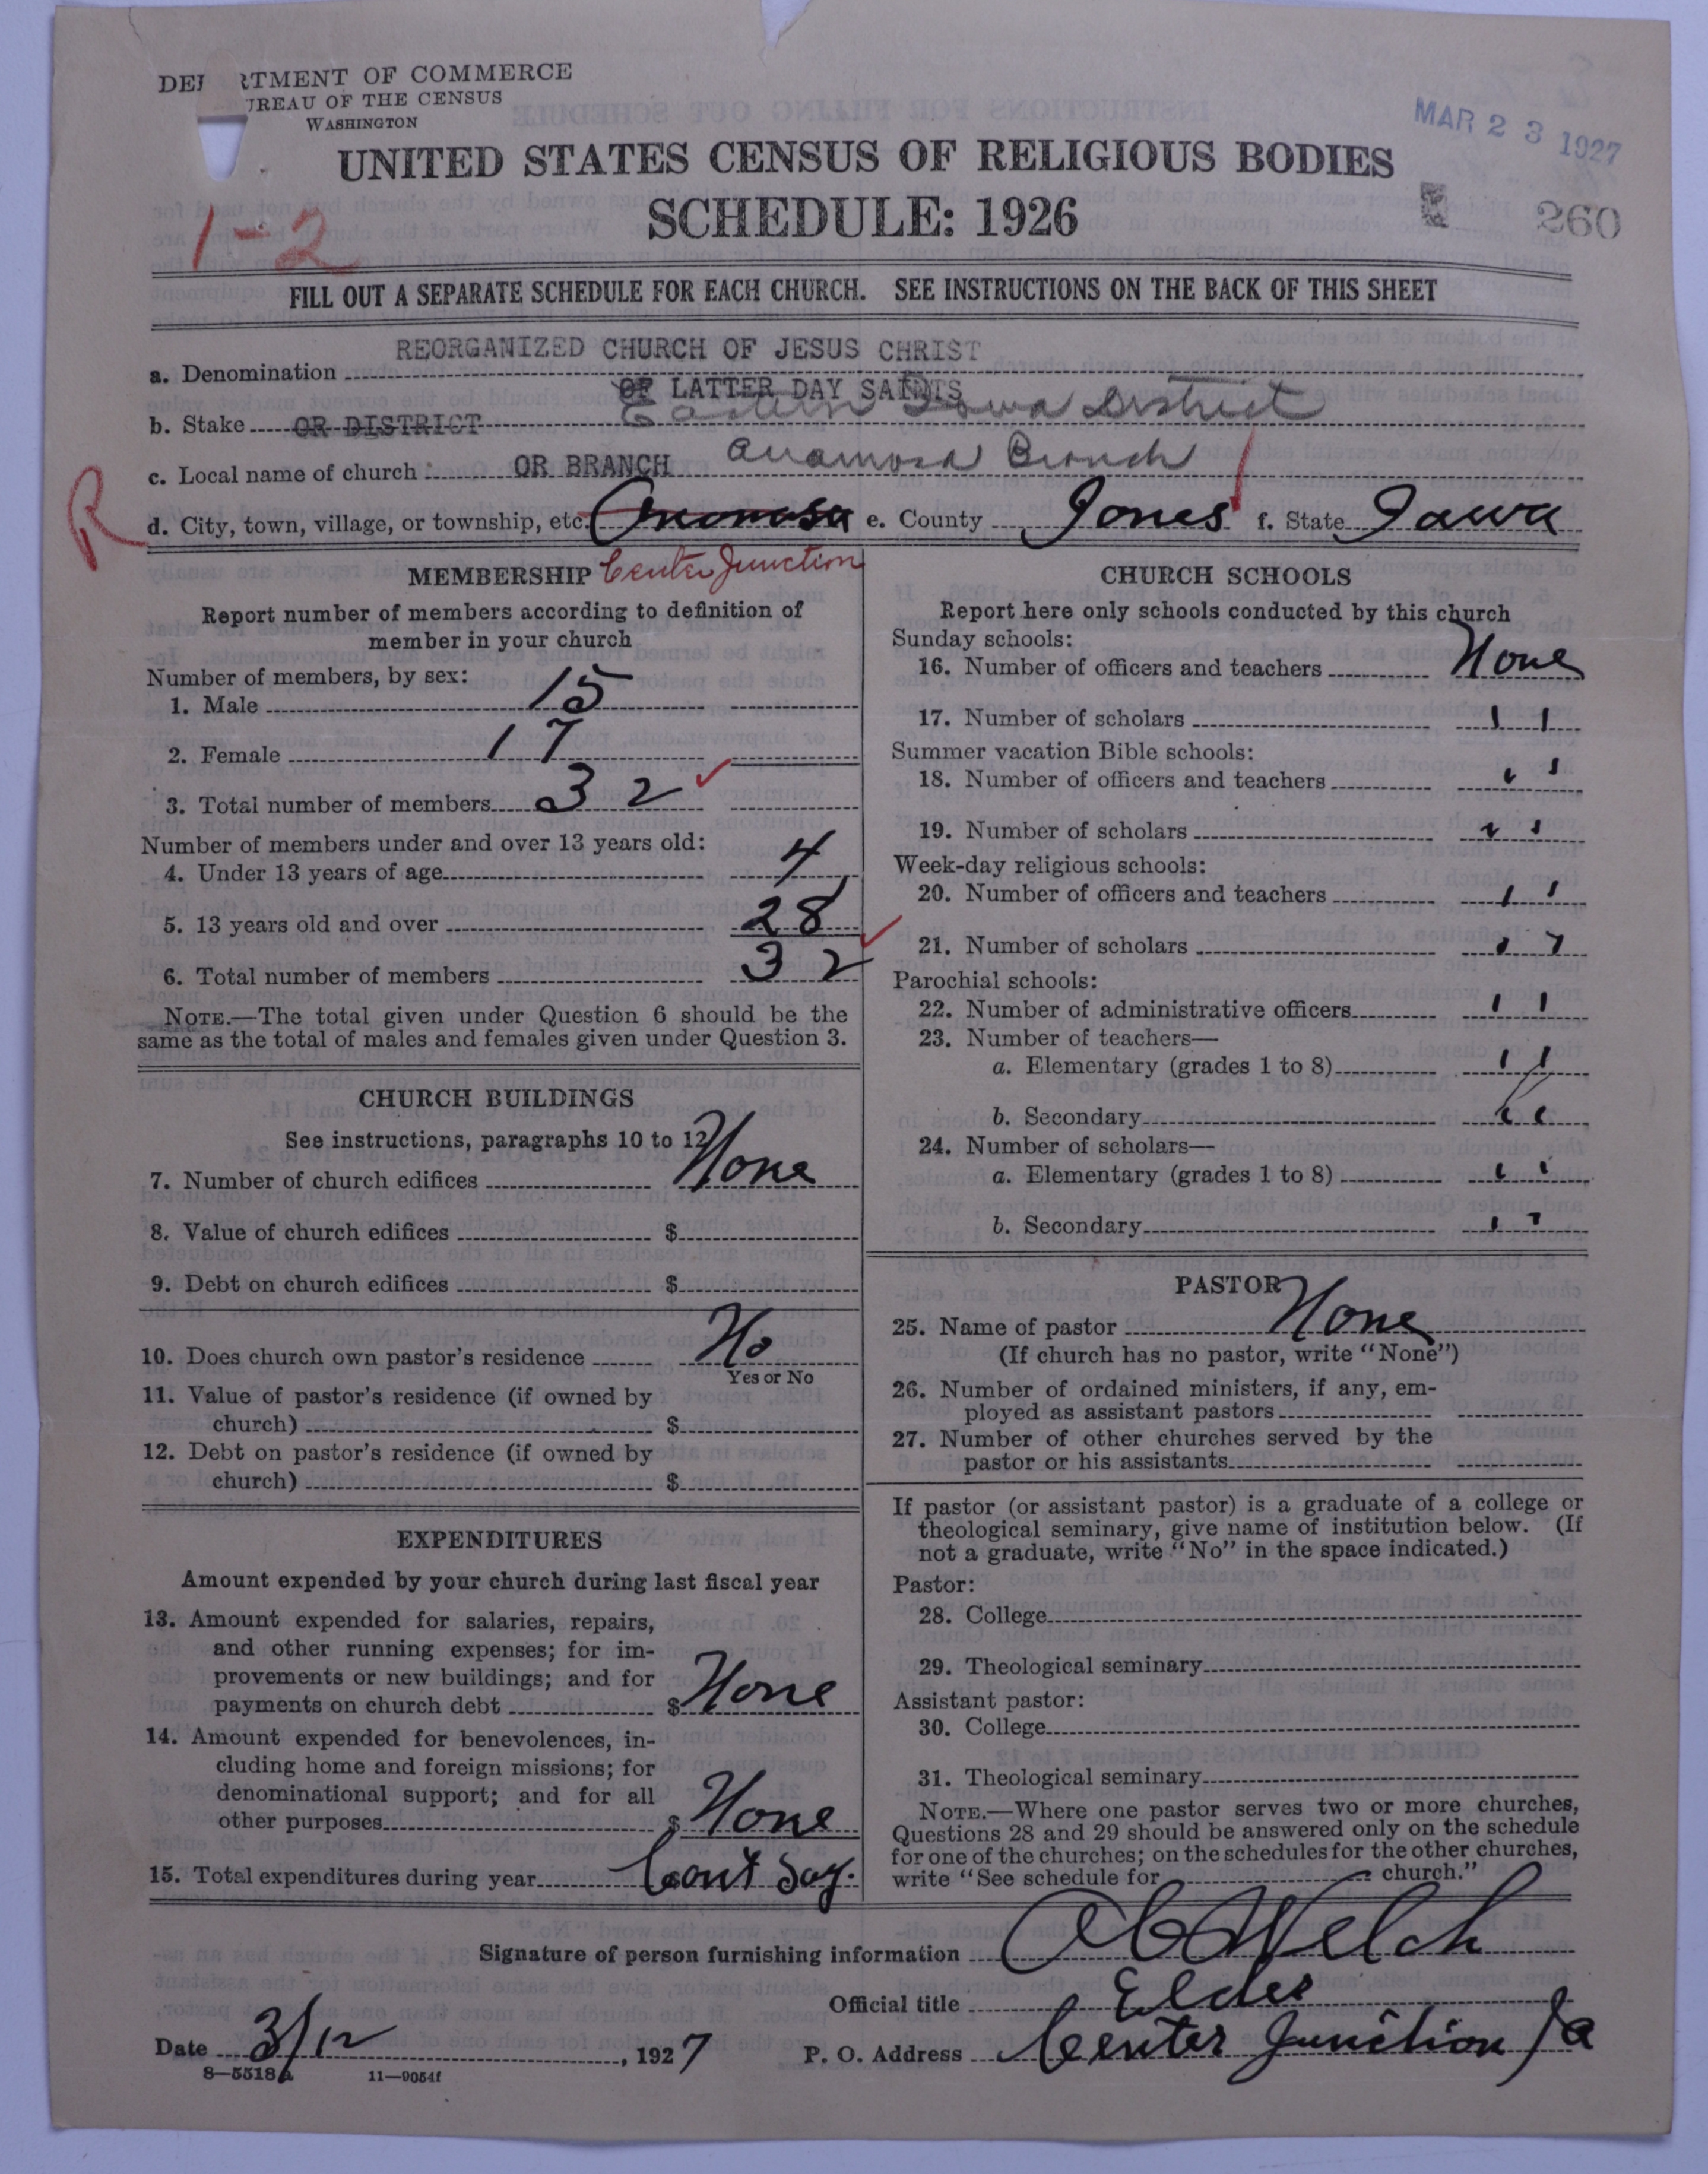 DEPARTMENT OF COMMERCE
BUREAU OF THE CENSUS
WASHINGTON
MAR 23 1927
UNITED STATES CENSUS OF RELIGIOUS BODIES
SCHEDULE: 1926
260
1-2
FILL OUT A SEPARATE SCHEDULE FOR EACH CHURCH. SEE INSTRUCTIONS ON THE BACK OF THIS SHEET
REORGANIZED CHURCH OF JESUS CHRIST
a. Denomination
OF LATTER DAY SAINTS
b. Stake OR DISTRICT Eastern Iowa District
c. Local name of church OR BRANCH Anamosa Branch
R
d. City, town, village, or township, etc. Anamosa e. County Jones f. State Iowa
MEMBERSHIP Center Junction
Report number of members according to definition of
member in your church
Number of members, by sex:
1. Male 15
2. Female 17
3. Total number of members 32
Number of members under and over 13 years old:
4. Under 13 years of age 4
5. 13 years old and over 28
6. Total number of members 32
NOTE.—The total given under Question 6 should be the
same as the total of males and females given under Question 3.
CHURCH BUILDINGS
See instructions, paragraphs 10 to 12
7. Number of church edifices None
8. Value of church edifices $
9. Debt on church edifices $
10. Does church own pastor's residence No
Yes or No
11. Value of pastor's residence (if owned by
church) $
12. Debt on pastor's residence (if owned by
church) $
EXPENDITURES
Amount expended by your church during last fiscal year
13. Amount expended for salaries, repairs,
and other running expenses; for im-
provements or new buildings; and for
payments on church debt $ None
14. Amount expended for benevolences, in-
cluding home and foreign missions; for
denominational support; and for all
other purposes $ None
15. Total expenditures during year Cont Say.
CHURCH SCHOOLS
Report here only schools conducted by this church
Sunday schools:
16. Number of officers and teachers None
17. Number of scholars " "
Summer vacation Bible schools:
18. Number of officers and teachers " "
19. Number of scholars " "
Week-day religious schools:
20. Number of officers and teachers " "
21. Number of scholars " "
Parochial schools:
22. Number of administrative officers " "
23. Number of teachers—
a. Elementary (grades 1 to 8) " "
b. Secondary " "
24. Number of scholars—
a. Elementary (grades 1 to 8) " "
b. Secondary " "
PASTOR
25. Name of pastor None
(If church has no pastor, write "None")
26. Number of ordained ministers, if any, em-
ployed as assistant pastors
27. Number of other churches served by the
pastor or his assistants
If pastor (or assistant pastor) is a graduate of a college or
theological seminary, give name of institution below. (If
not a graduate, write "No" in the space indicated.)
Pastor:
28. College
29. Theological seminary
Assistant pastor:
30. College
31. Theological seminary
NOTE.—Where one pastor serves two or more churches,
Questions 28 and 29 should be answered only on the schedule
for one of the churches; on the schedules for the other churches,
write "See schedule for church."
Signature of person furnishing information Welch
Official title Elder
Date 3/12, 1927 P. O. Address Center Junction Ia
8—5518a 11—9054f